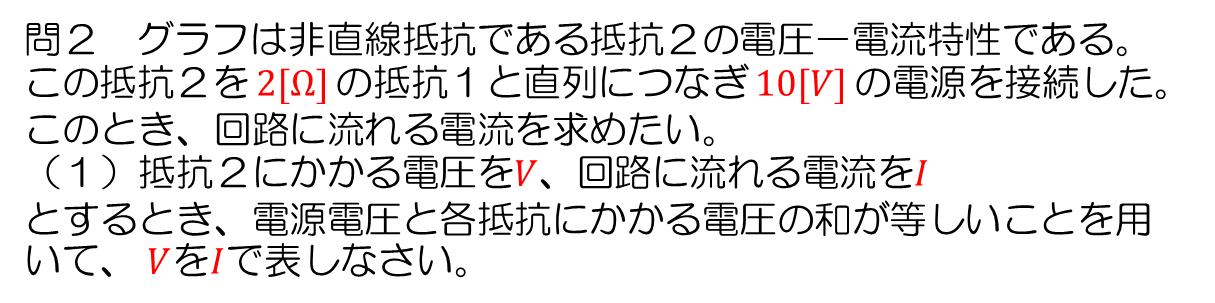 問２　グラフは非直線抵抗である抵抗２の電圧－電流特性である。
この抵抗２を2[Ω]の抵抗１と直列につなぎ10[V]の電源を接続した。
このとき、回路に流れる電流を求めたい。
（１）抵抗２にかかる電圧をV、回路に流れる電流をI
とするとき、電源電圧と各抵抗にかかる電圧の和が等しいことを用
いて、VをIで表しなさい。